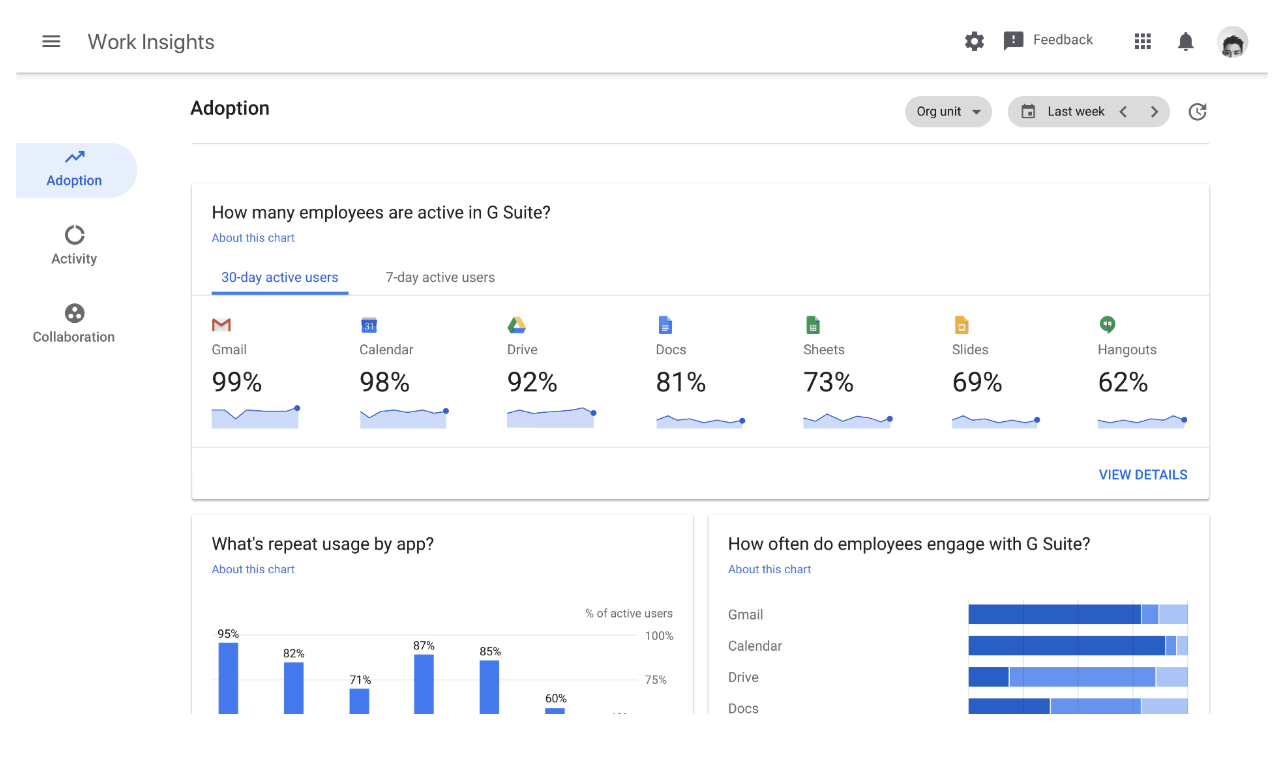 Work Insights
Feedback
Adoption
Org unit
Last week
Adoption
Activity
Collaboration
How many employees are active in G Suite?
About this chart
30-day active users
7-day active users
31
Gmail
Calendar
Drive
Docs
Sheets
Slides
Hangouts
99%
98%
92%
81%
73%
69%
62%
VIEW DETAILS
What's repeat usage by app?
About this chart
% of active users
100%
75%
95%
82%
71%
87%
85%
60%
How often do employees engage with G Suite?
About this chart
Gmail
Calendar
Drive
Docs